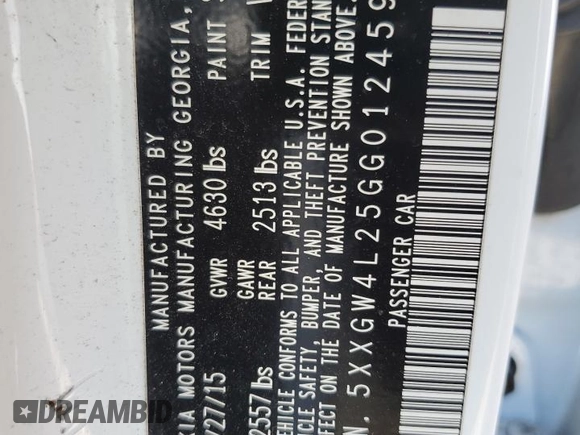 MANUFACTURED BY
KIA MOTORS MANUFACTURING GEORGIA,
/27/15 GVWR 4630 lbs PAINT
2557 lbs GAWR REAR 2513 lbs TRIM
VEHICLE CONFORMS TO ALL APPLICABLE U.S.A. FEDER
VEHICLE SAFETY, BUMPER, AND THEFT PREVENTION STAN
EFFECT ON THE DATE OF MANUFACTURE SHOWN ABOVE.
N. 5XXGW4L25GG012459
PASSENGER CAR
DREAMBID